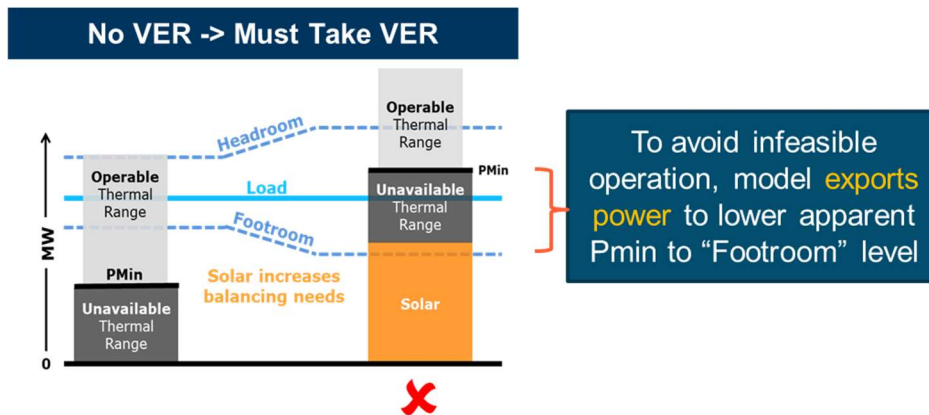 No VER -> Must Take VER
MW
0
Headroom
Load
Footroom
Operable
Thermal
Range
PMin
Unavailable
Thermal
Range
Solar increases
balancing needs
Operable
Thermal
Range
PMin
Unavailable
Thermal
Range
Solar
To avoid infeasible
operation, model exports
power to lower apparent
Pmin to “Footroom” level